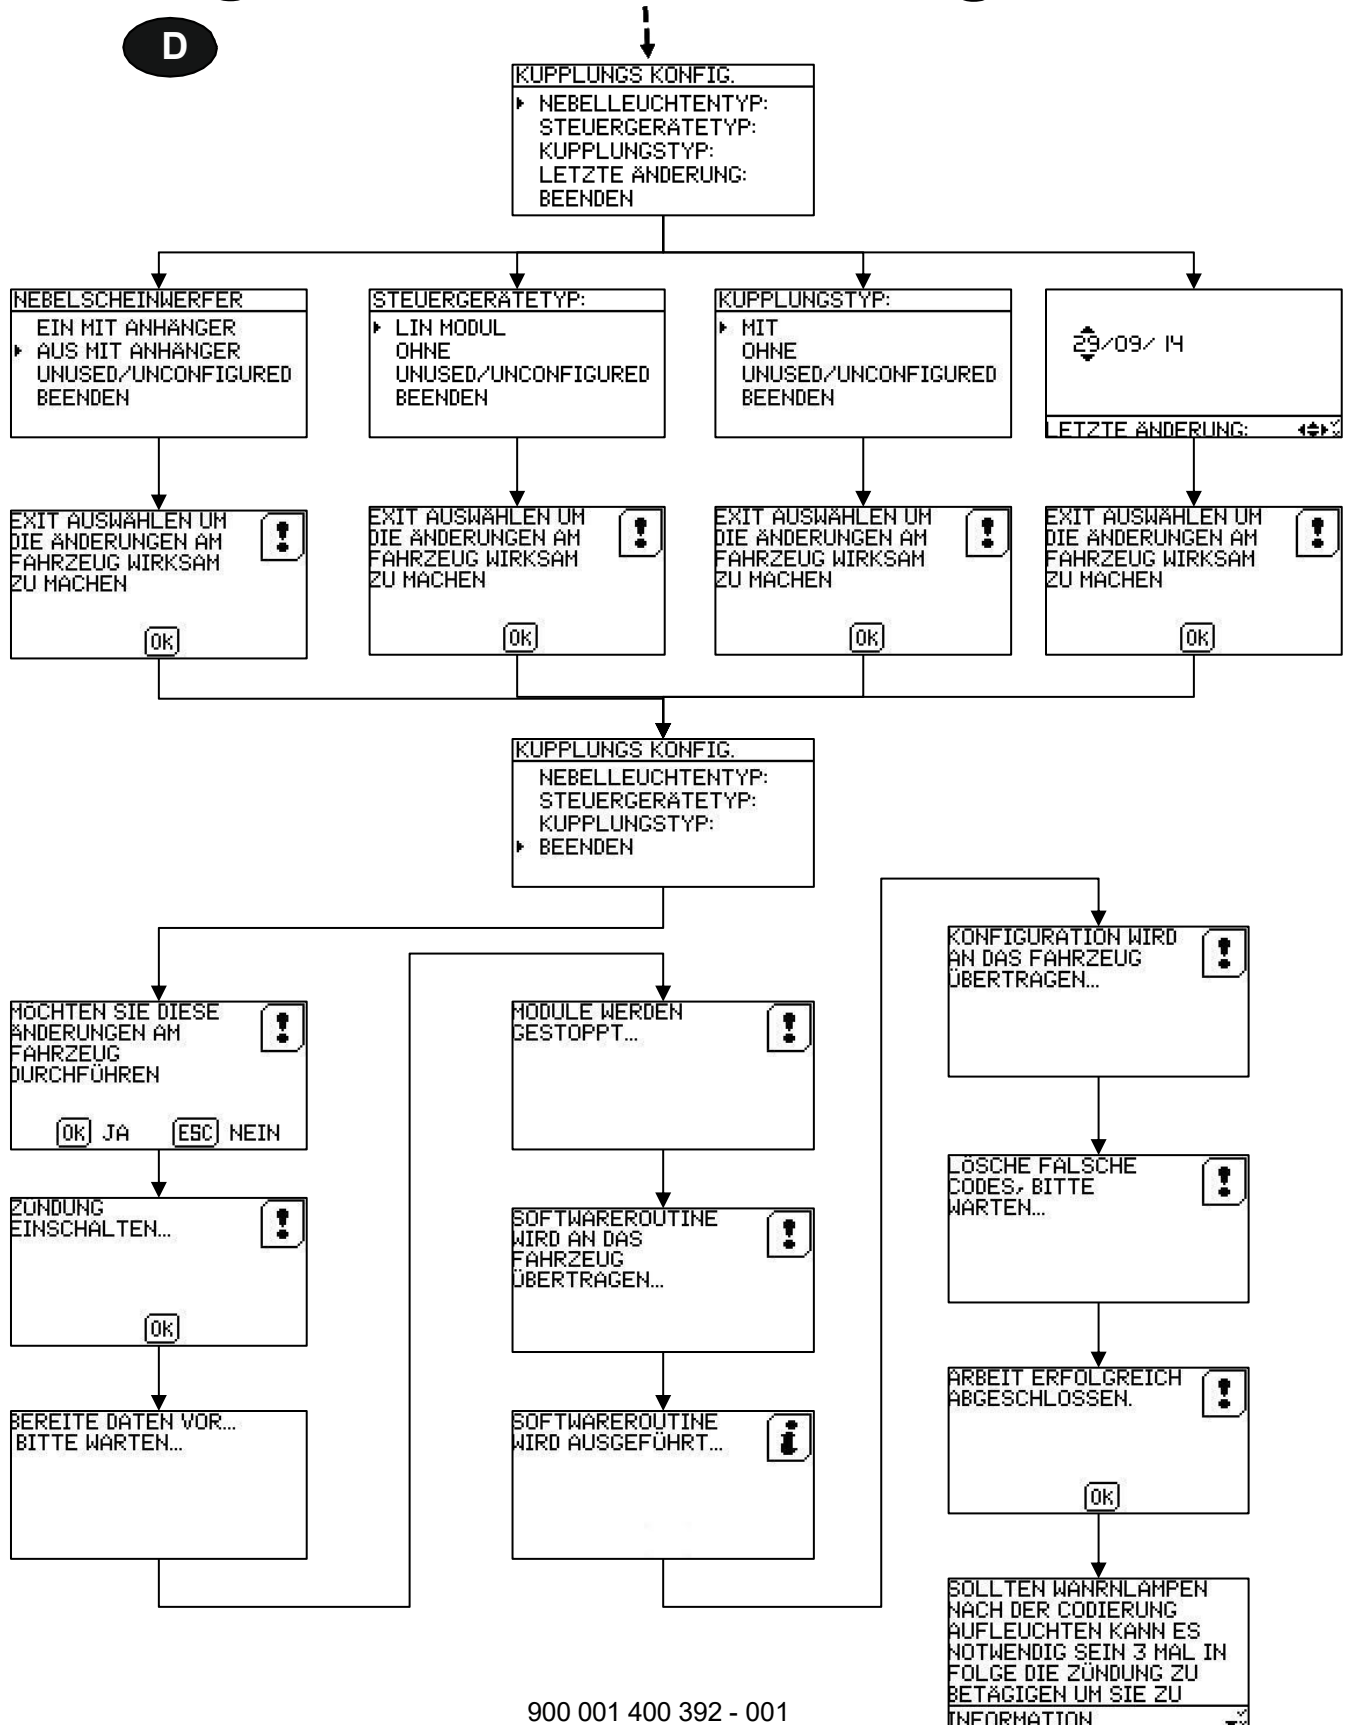 D
KUPPLUNGS KONFIG.
NEBELLEUCHTENTYP:
STEUERGERÄTETYP:
KUPPLUNGSTYP:
LETZTE ÄNDERUNG:
BEENDEN
NEBELSCHEINWERFER
EIN MIT ANHÄNGER
AUS MIT ANHÄNGER
UNUSED/UNCONFIGURED
BEENDEN
STEUERGERÄTETYP:
LIN MODUL
OHNE
UNUSED/UNCONFIGURED
BEENDEN
KUPPLUNGSTYP:
MIT
OHNE
UNUSED/UNCONFIGURED
BEENDEN
29/09/14
LETZTE ÄNDERUNG:
EXIT AUSWÄHLEN UM
DIE ÄNDERUNGEN AM
FAHRZEUG WIRKSAM
ZU MACHEN
OK
EXIT AUSWÄHLEN UM
DIE ÄNDERUNGEN AM
FAHRZEUG WIRKSAM
ZU MACHEN
OK
EXIT AUSWÄHLEN UM
DIE ÄNDERUNGEN AM
FAHRZEUG WIRKSAM
ZU MACHEN
OK
EXIT AUSWÄHLEN UM
DIE ÄNDERUNGEN AM
FAHRZEUG WIRKSAM
ZU MACHEN
OK
KUPPLUNGS KONFIG.
NEBELLEUCHTENTYP:
STEUERGERÄTETYP:
KUPPLUNGSTYP:
BEENDEN
MÖCHTEN SIE DIESE
ÄNDERUNGEN AM
FAHRZEUG
DURCHFÜHREN
OK JA ESC NEIN
ZÜNDUNG
EINSCHALTEN...
OK
BEREITE DATEN VOR...
BITTE WARTEN...
MODULE WERDEN
GESTOPPT...
SOFTWAREROUTINE
WIRD AN DAS
FAHRZEUG
ÜBERTRAGEN...
SOFTWAREROUTINE
WIRD AUSGEFÜHRT...
KONFIGURATION WIRD
AN DAS FAHRZEUG
ÜBERTRAGEN...
LÖSCHE FALSCHE
CODES, BITTE
WARTEN...
ARBEIT ERFOLGREICH
ABGESCHLOSSEN.
OK
SOLLTEN WANRNLAMPEN
NACH DER CODIERUNG
AUFLEUCHTEN KANN ES
NOTWENDIG SEIN 3 MAL IN
FOLGE DIE ZÜNDUNG ZU
BETÄGIGEN UM SIE ZU
INFORMATION
900 001 400 392 - 001